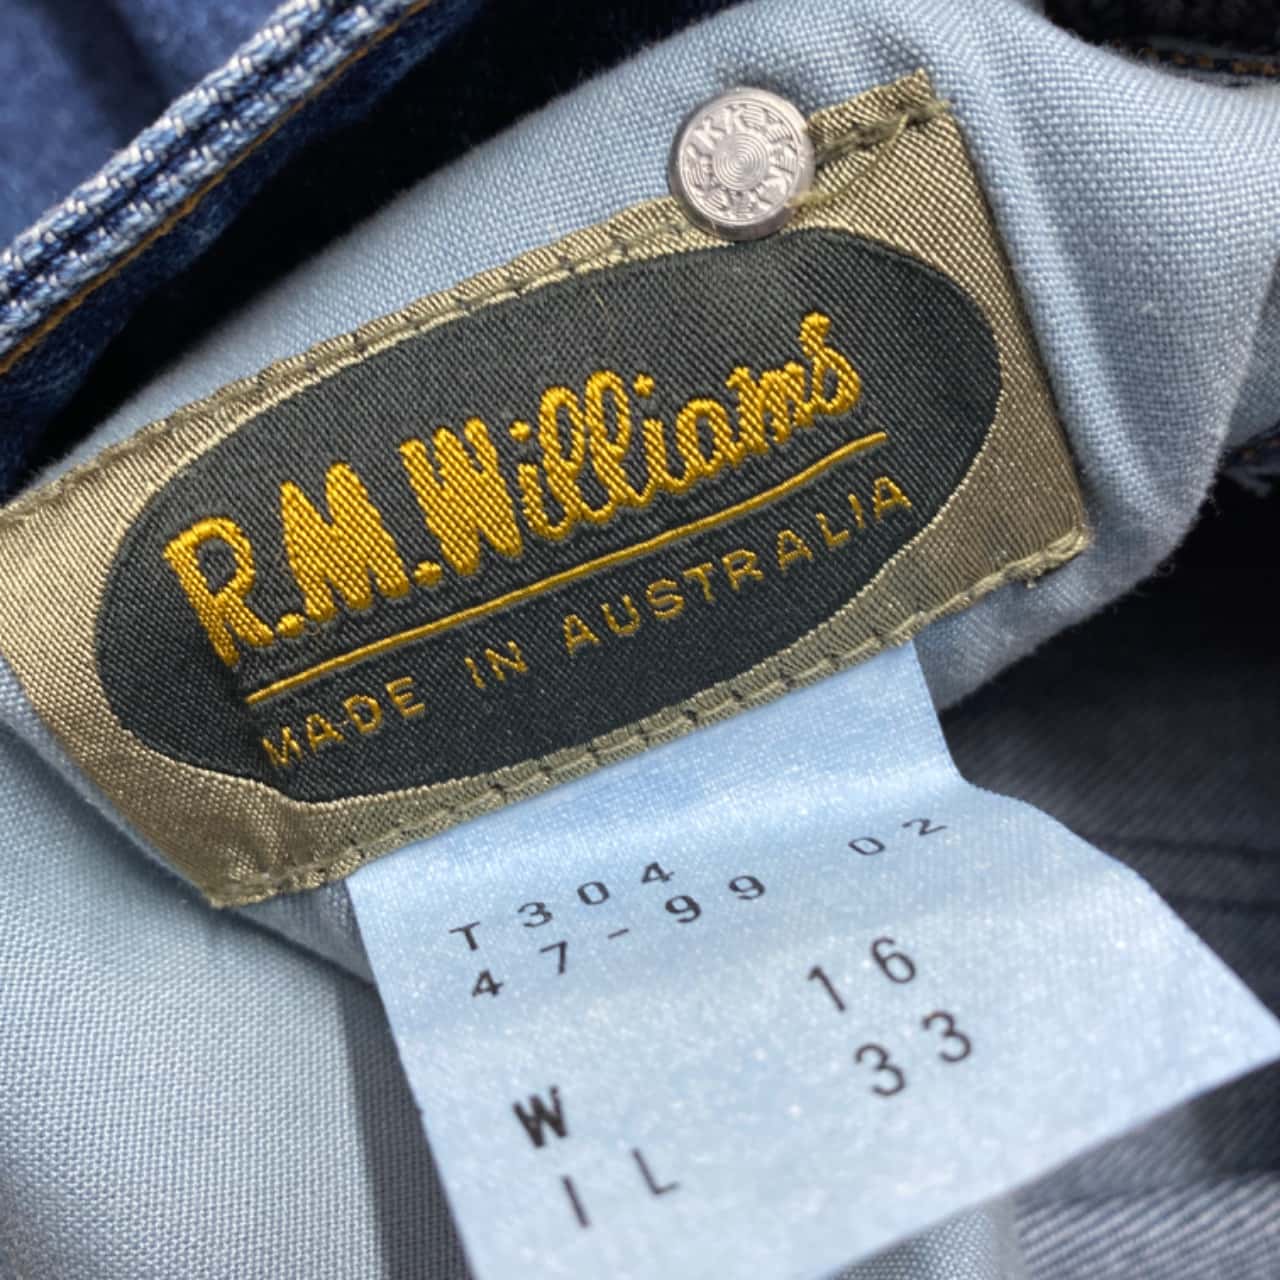 R.M.Williams
MADE IN AUSTRALIA
T304 02
47-99
W 16
IL 33